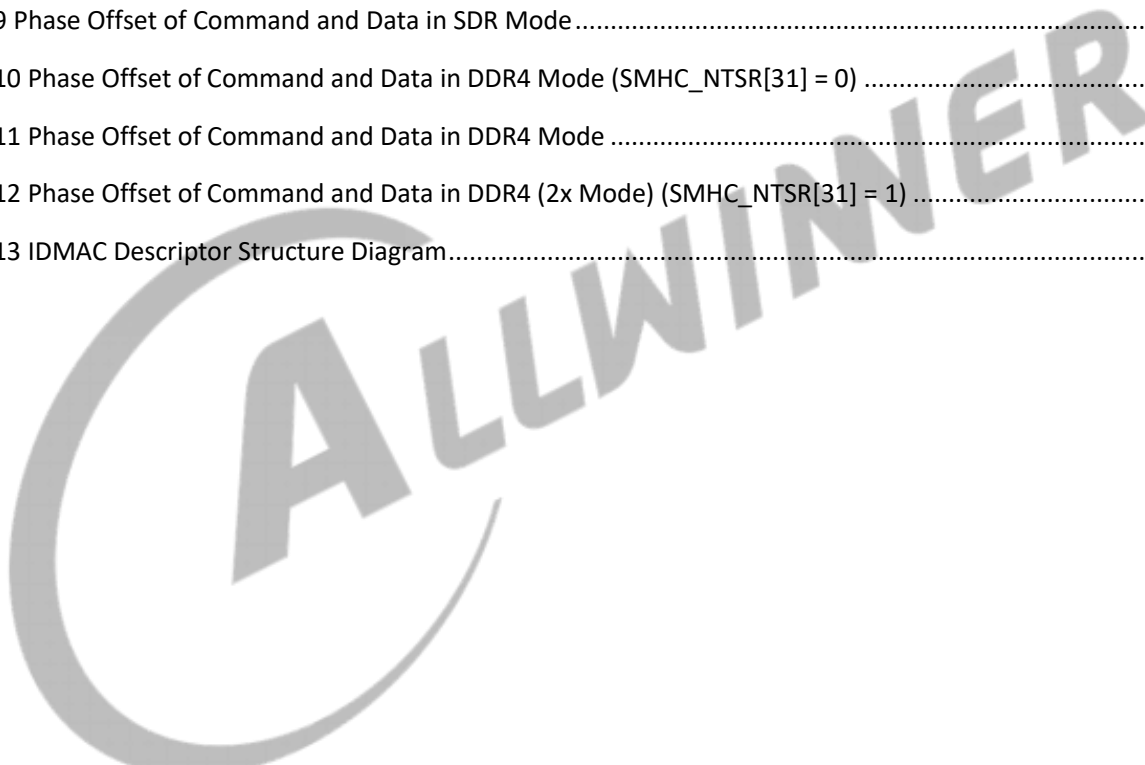 9 Phase Offset of Command and Data in SDR Mode................................................................
10 Phase Offset of Command and Data in DDR4 Mode (SMHC_NTSR[31] = 0) ................................
11 Phase Offset of Command and Data in DDR4 Mode ............................................................
12 Phase Offset of Command and Data in DDR4 (2x Mode) (SMHC_NTSR[31] = 1) ..........................
13 IDMAC Descriptor Structure Diagram................................................................................
ALLWINNER